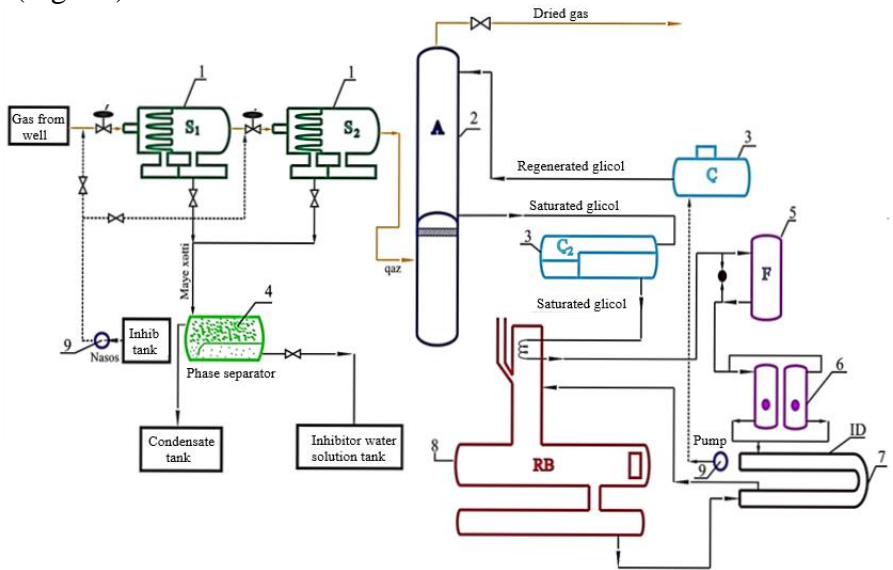 Dried gas
1
1
Gas from
well
S1
S2
A
2
3
Regenerated glicol
Ç
Saturated glicol
5
3
Ç2
F
qaz
Maye xətti
Saturated glicol
4
9
Nasos
Inhib
tank
Phase separator
6
Condensate
tank
Inhibitor water
solution tank
Pump
9
ID
7
8
RB